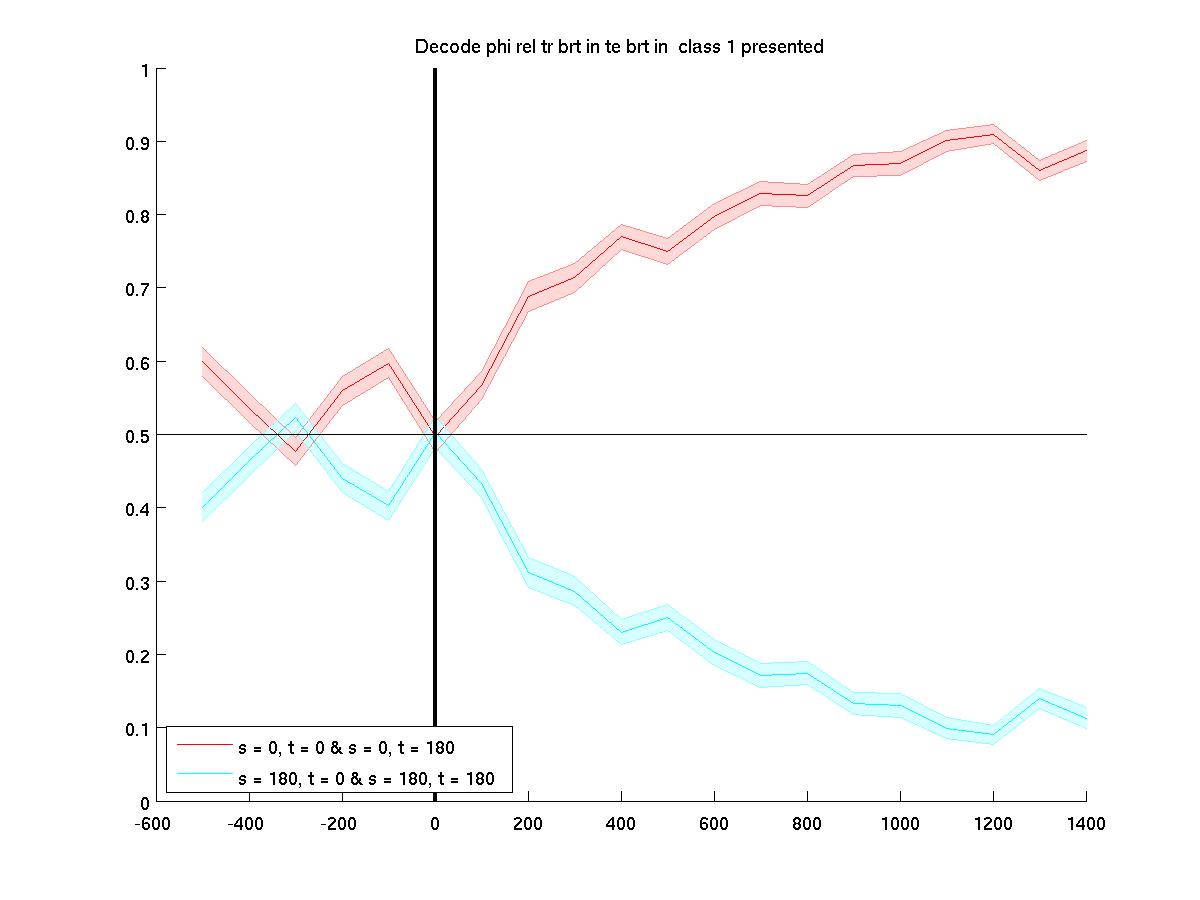 Decode phi rel tr brt in te brt in  class 1 presented
1
0.9
0.8
0.7
0.6
0.5
0.4
0.3
0.2
0.1
0
s = 0, t = 0 & s = 0, t = 180
s = 180, t = 0 & s = 180, t = 180
-600 -400 -200 0 200 400 600 800 1000 1200 1400